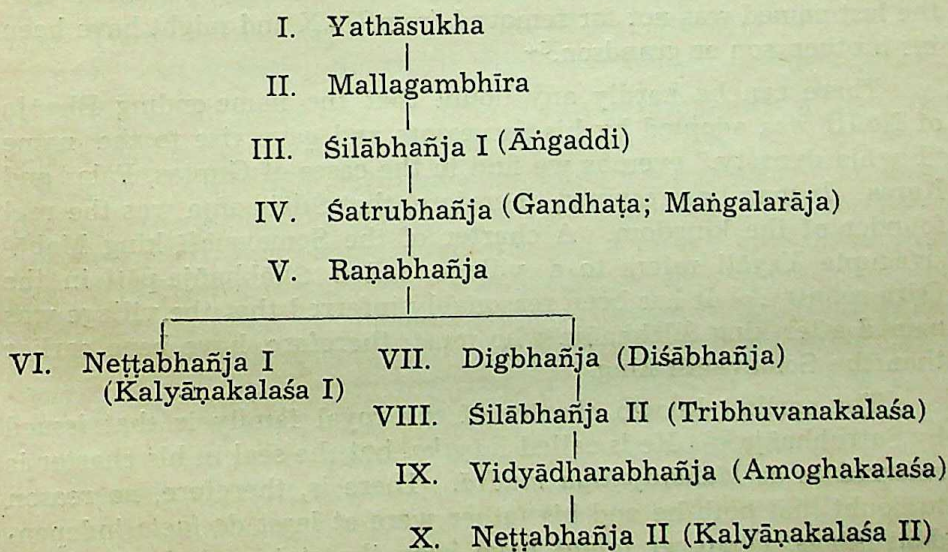 I. Yathāsukha
II. Mallagambhīra
III. Śilābhañja I (Āṅgaddi)
IV. Śatrubhañja (Gandhaṭa; Maṅgalarāja)
V. Raṇabhañja
VI. Neṭṭabhañja I VII. Digbhañja (Diśābhañja)
(Kalyāṇakalaśa I)
VIII. Śilābhañja II (Tribhuvanakalaśa)
IX. Vidyādharabhañja (Amoghakalaśa)
X. Neṭṭabhañja II (Kalyāṇakalaśa II)